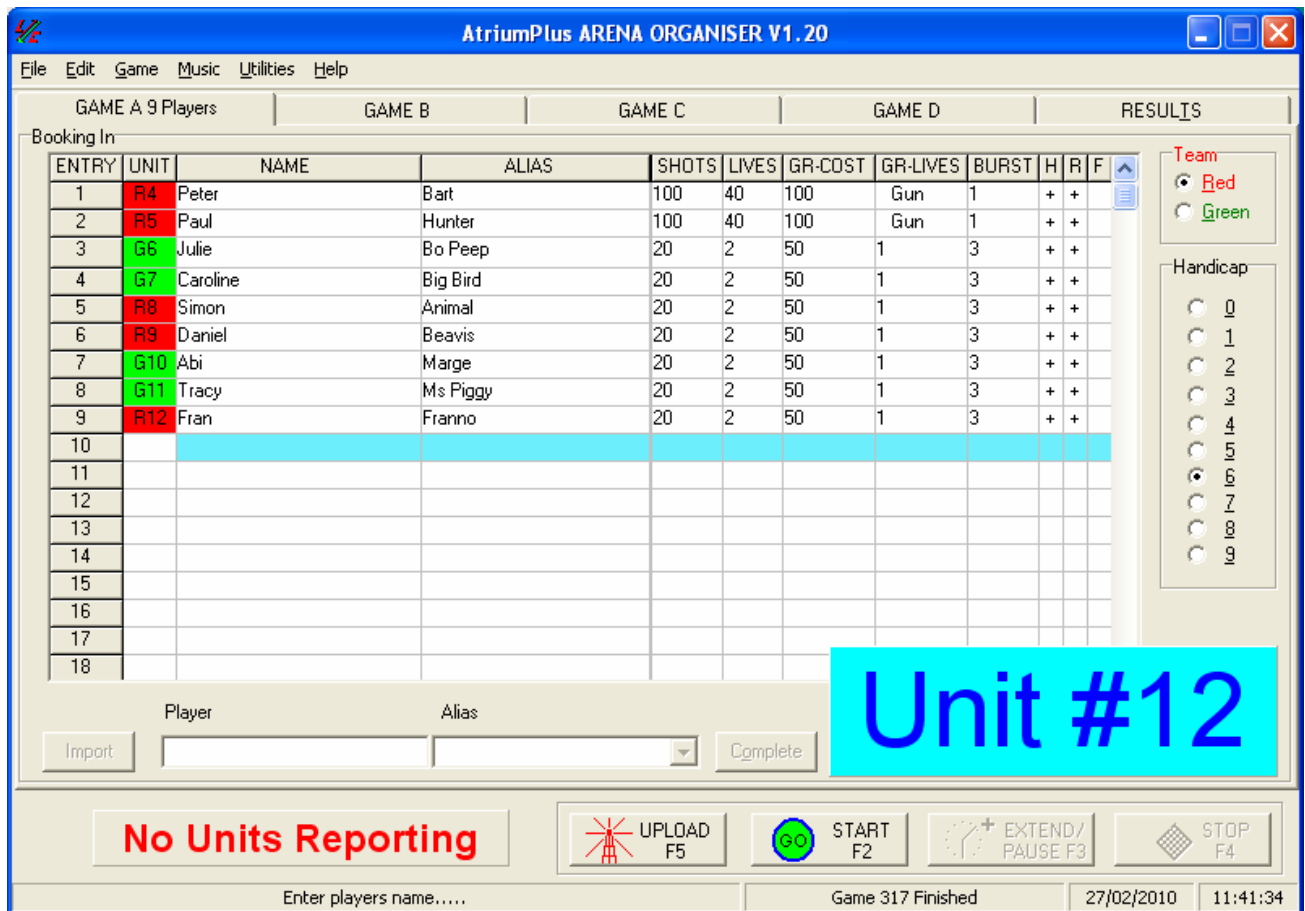 AtriumPlus ARENA ORGANISER V1.20
File Edit Game Music Utilities Help
GAME A 9 Players GAME B GAME C GAME D RESULTS
Booking In
ENTRY UNIT NAME ALIAS SHOTS LIVES GR-COST GR-LIVES BURST H R F
1 R4 Peter Bart 100 40 100 Gun 1 + +
2 R5 Paul Hunter 100 40 100 Gun 1 + +
3 G6 Julie Bo Peep 20 2 50 1 3 + +
4 G7 Caroline Big Bird 20 2 50 1 3 + +
5 R8 Simon Animal 20 2 50 1 3 + +
6 R9 Daniel Beavis 20 2 50 1 3 + +
7 G10 Abi Marge 20 2 50 1 3 + +
8 G11 Tracy Ms Piggy 20 2 50 1 3 + +
9 R12 Fran Franno 20 2 50 1 3 + +
10
11
12
13
14
15
16
17
18
Team
Red
Green
Handicap
0
1
2
3
4
5
6
7
8
9
Unit #12
Player Alias
Import Complete
No Units Reporting
UPLOAD
F5
GO
START
F2
EXTEND/
PAUSE F3
STOP
F4
Enter players name..... Game 317 Finished 27/02/2010 11:41:34